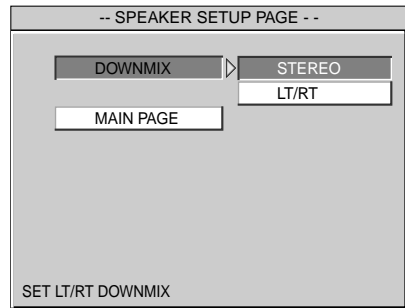 -- SPEAKER SETUP PAGE - -
DOWNMIX STEREO
LT/RT
MAIN PAGE
SET LT/RT DOWNMIX